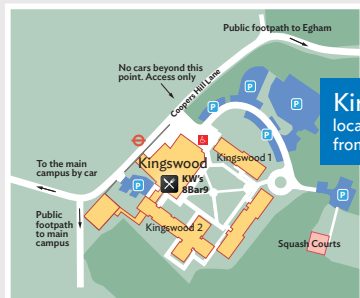 Public footpath to Egham
No cars beyond this
point. Access only
Coopers Hill Lane
P
P
P
P
Kin
loca
from
Kingswood
Kingswood 1
To the main
campus by car
P
KW's
8Bar9
P
Public
footpath
to main
campus
Kingswood 2
Squash Courts